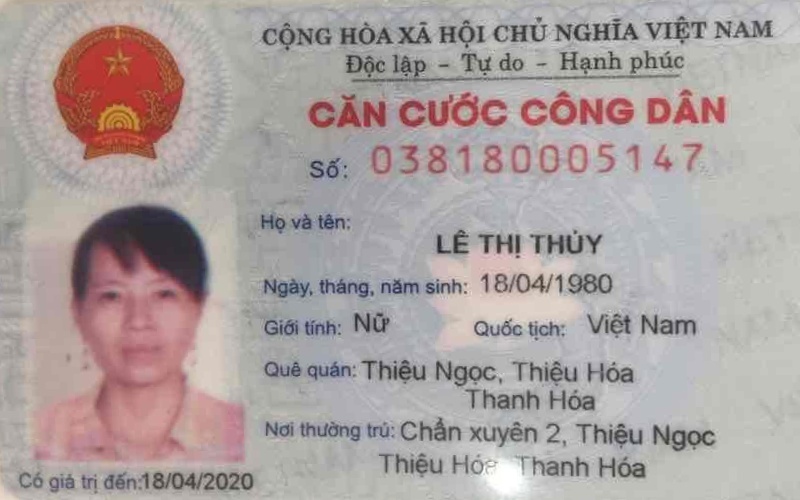 CỘNG HÒA XÃ HỘI CHỦ NGHĨA VIỆT NAM
Độc lập - Tự do - Hạnh phúc
CĂN CƯỚC CÔNG DÂN
Số: 038180005147
Họ và tên:
LÊ THỊ THỦY
Ngày, tháng, năm sinh: 18/04/1980
Giới tính: Nữ Quốc tịch: Việt Nam
Quê quán: Thiệu Ngọc, Thiệu Hóa
Thanh Hóa
Nơi thường trú: Chẩn xuyên 2, Thiệu Ngọc
Thiệu Hóa Thanh Hóa
Có giá trị đến: 18/04/2020